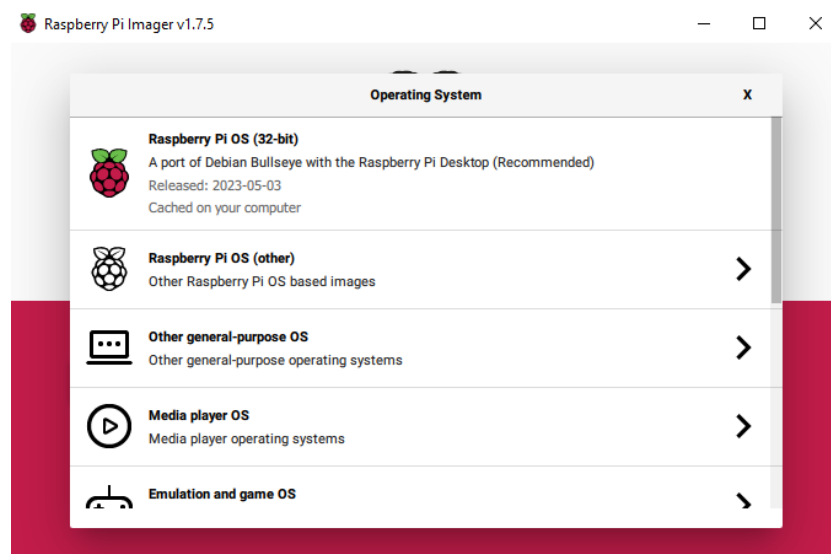 Raspberry Pi Imager v1.7.5
Operating System X
Raspberry Pi OS (32-bit)
A port of Debian Bullseye with the Raspberry Pi Desktop (Recommended)
Released: 2023-05-03
Cached on your computer
Raspberry Pi OS (other)
Other Raspberry Pi OS based images
Other general-purpose OS
Other general-purpose operating systems
Media player OS
Media player operating systems
Emulation and game OS